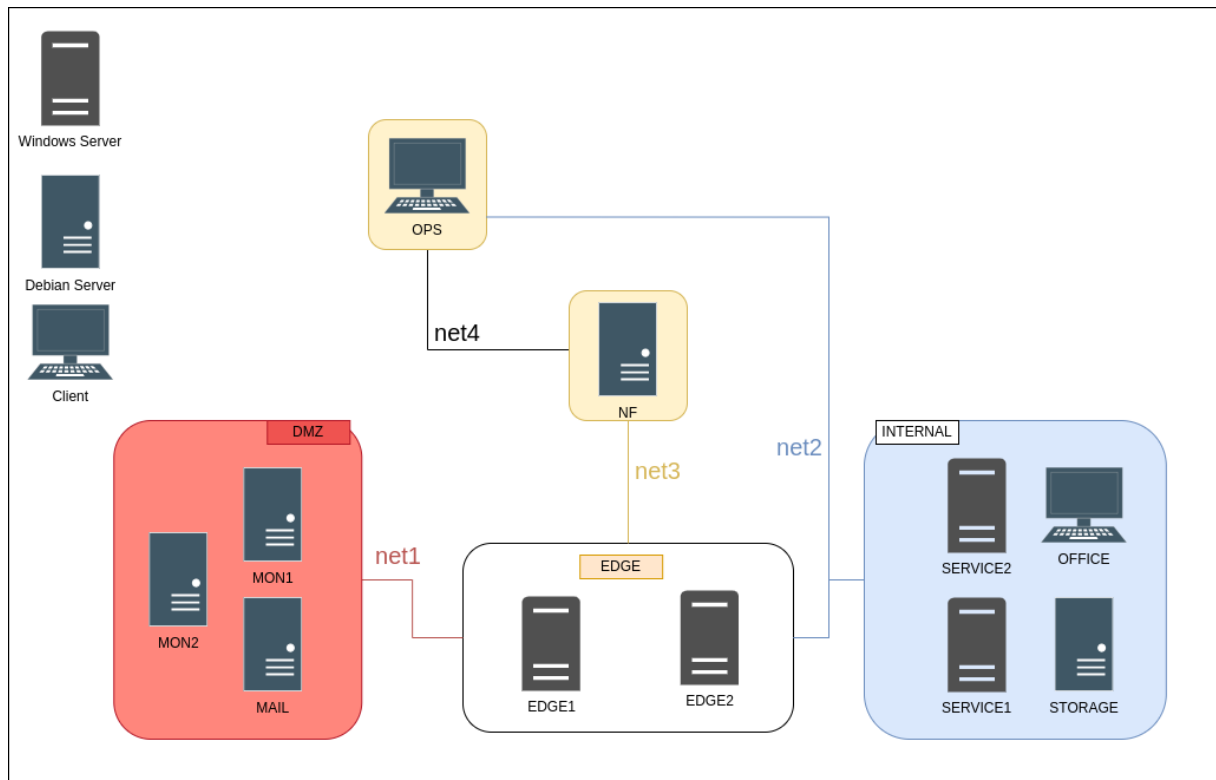 Windows Server
Debian Server
Client
OPS
net4
NF
net3
net2
DMZ
MON1
MON2
MAIL
net1
EDGE
EDGE1
EDGE2
INTERNAL
SERVICE2
OFFICE
SERVICE1
STORAGE